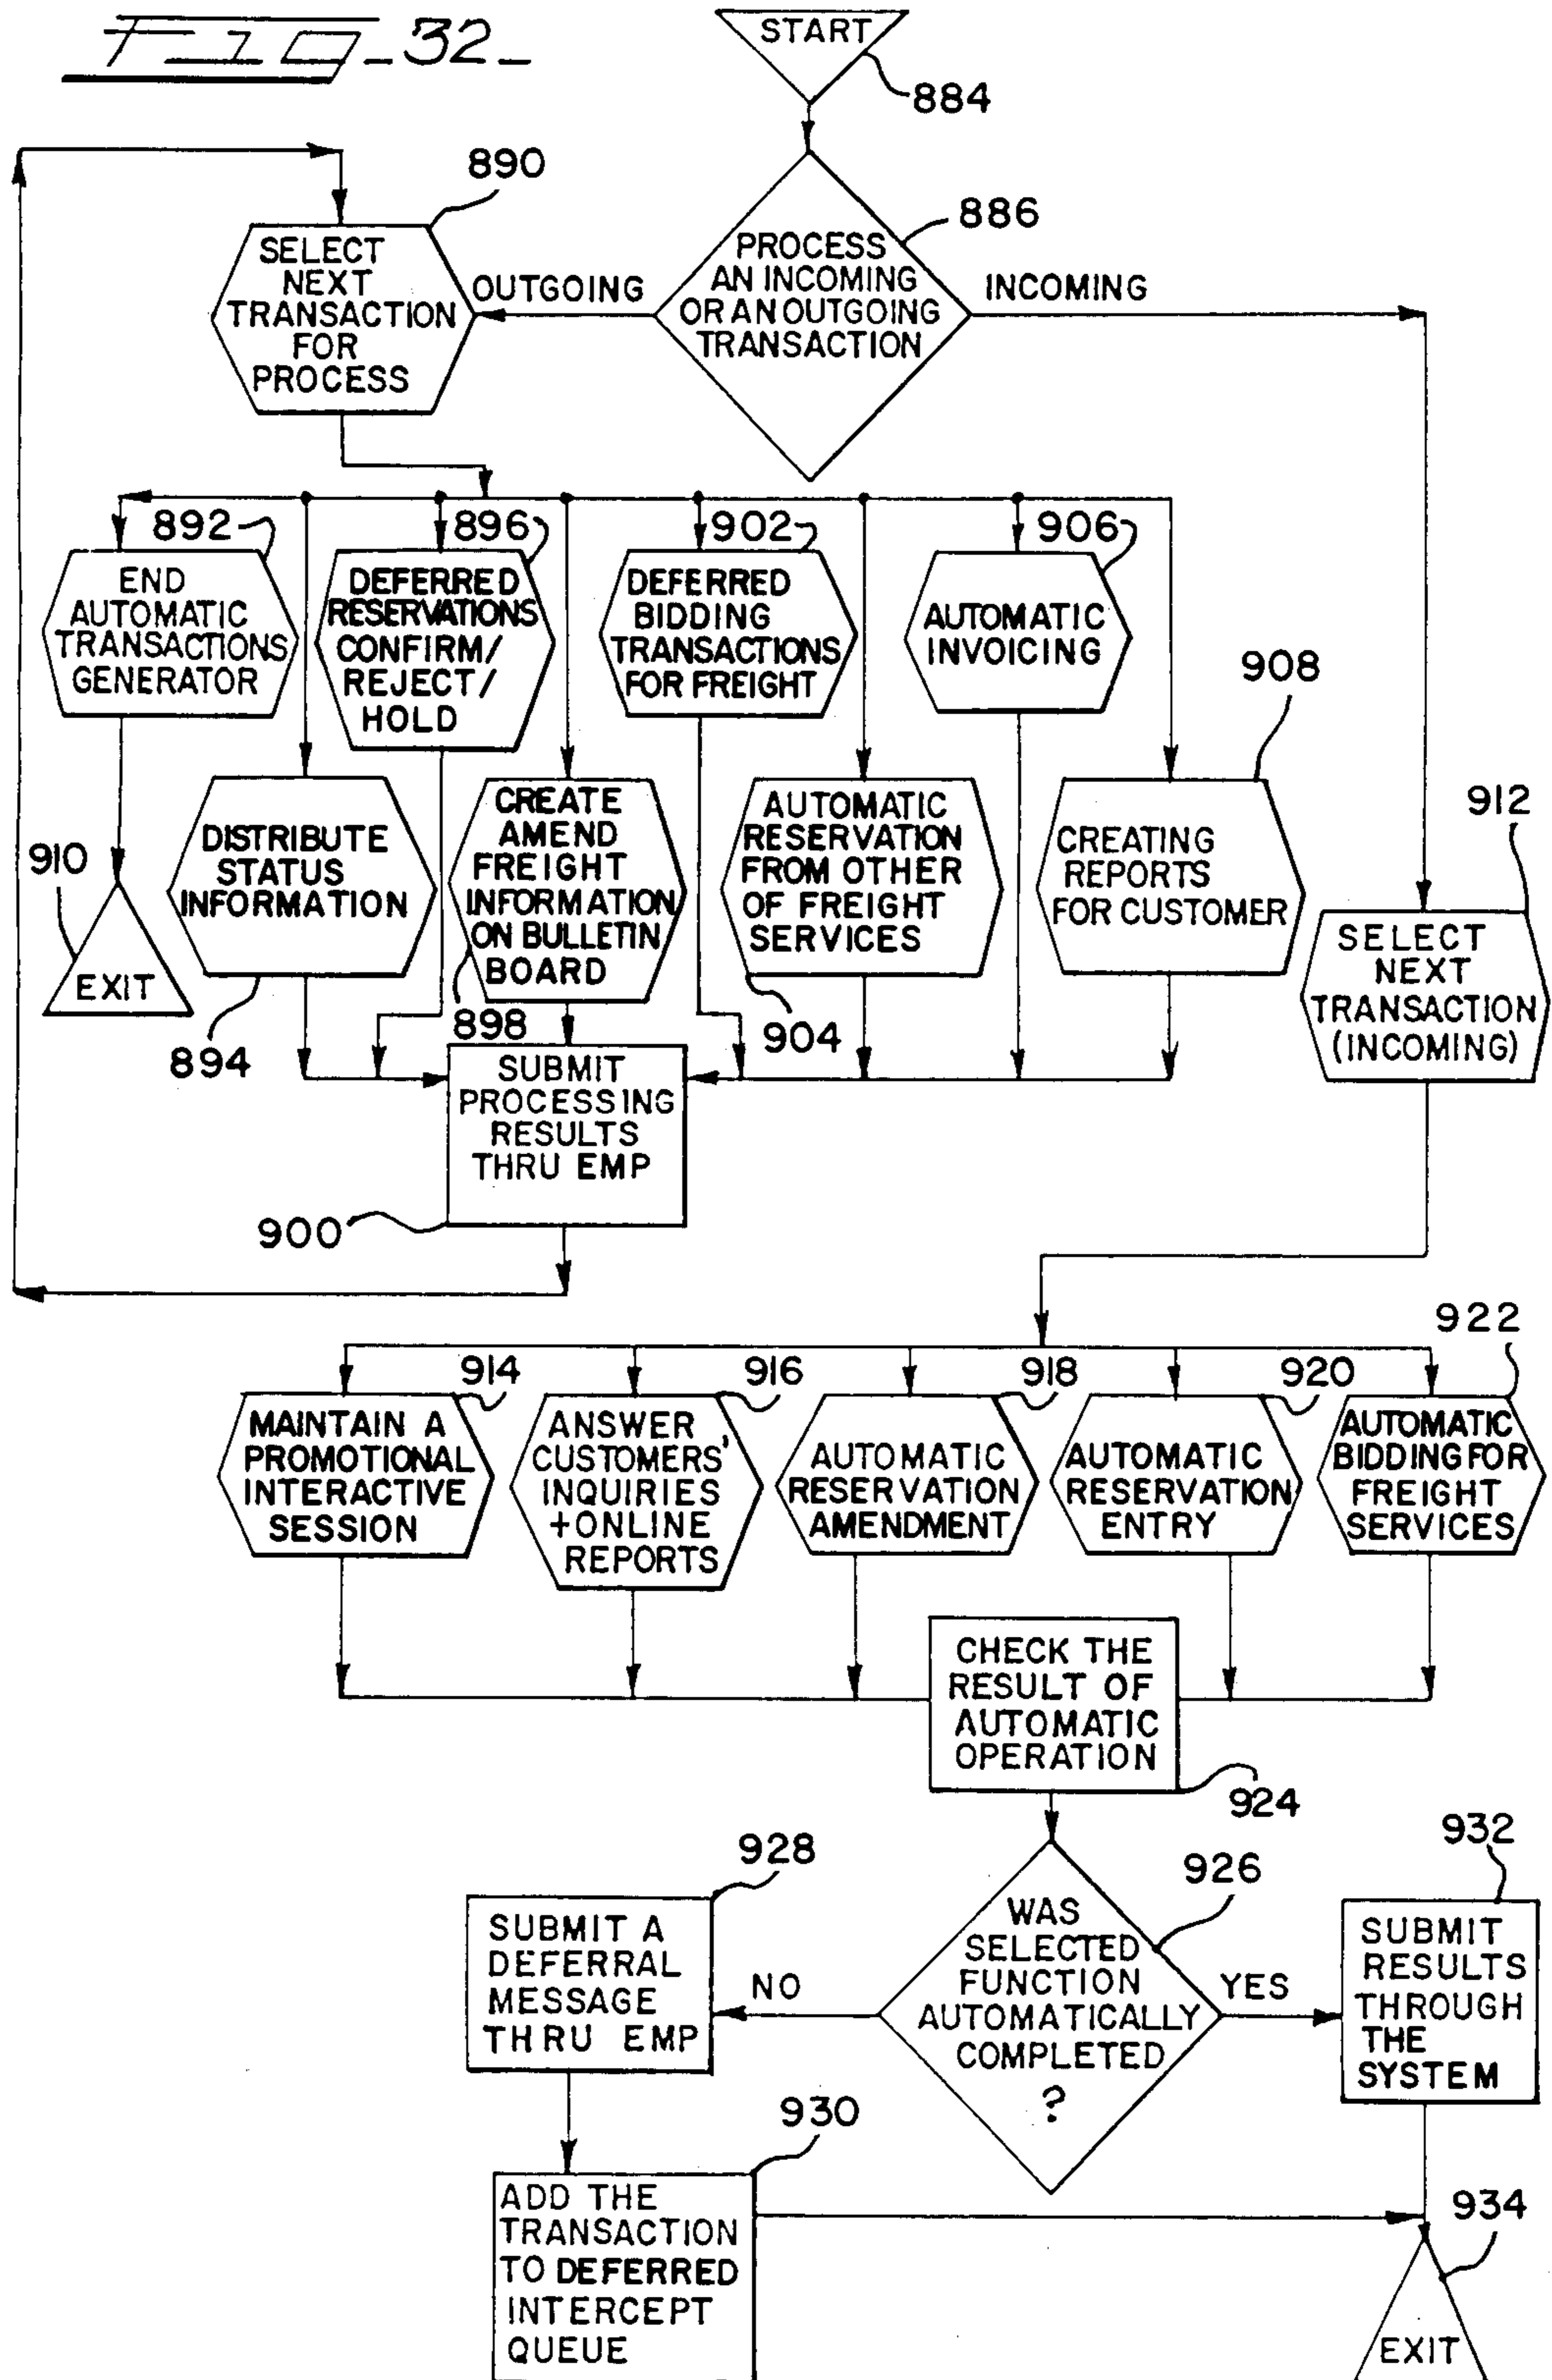 FIG_32_
START
884
890
886
SELECT
NEXT
TRANSACTION
FOR
PROCESS
OUTGOING
PROCESS
AN INCOMING
OR AN OUTGOING
TRANSACTION
INCOMING
892
END
AUTOMATIC
TRANSACTIONS
GENERATOR
896
DEFERRED
RESERVATIONS
CONFIRM/
REJECT/
HOLD
902
DEFERRED
BIDDING
TRANSACTIONS
FOR FREIGHT
906
AUTOMATIC
INVOICING
908
910
EXIT
DISTRIBUTE
STATUS
INFORMATION
894
CREATE
AMEND
FREIGHT
INFORMATION
ON BULLETIN
BOARD
898
AUTOMATIC
RESERVATION
FROM OTHER
OF FREIGHT
SERVICES
904
CREATING
REPORTS
FOR CUSTOMER
912
SELECT
NEXT
TRANSACTION
(INCOMING)
SUBMIT
PROCESSING
RESULTS
THRU EMP
900
914
MAINTAIN A
PROMOTIONAL
INTERACTIVE
SESSION
916
ANSWER
CUSTOMERS'
INQUIRIES
+ONLINE
REPORTS
918
AUTOMATIC
RESERVATION
AMENDMENT
920
AUTOMATIC
RESERVATION
ENTRY
922
AUTOMATIC
BIDDING FOR
FREIGHT
SERVICES
CHECK THE
RESULT OF
AUTOMATIC
OPERATION
924
928
SUBMIT A
DEFERRAL
MESSAGE
THRU EMP
NO
926
WAS
SELECTED
FUNCTION
AUTOMATICALLY
COMPLETED
?
YES
932
SUBMIT
RESULTS
THROUGH
THE
SYSTEM
930
ADD THE
TRANSACTION
TO DEFERRED
INTERCEPT
QUEUE
934
EXIT